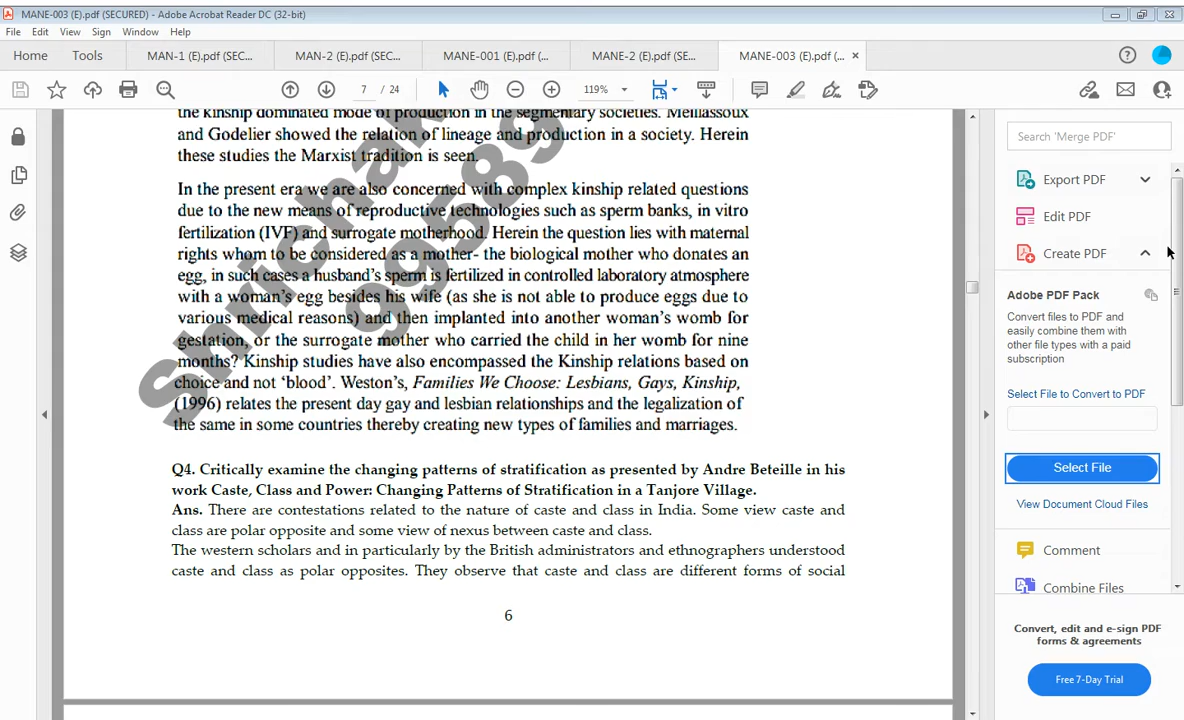 MANE-003 (E).pdf (SECURED) - Adobe Acrobat Reader DC (32-bit)
File Edit View Sign Window Help
Home Tools MAN-1 (E).pdf (SEC... MAN-2 (E).pdf (SEC... MANE-001 (E).pdf (... MANE-2 (E).pdf (SE... MANE-003 (E).pdf (... ×
7 / 24 119%
the kinship dominated mode of production in the segmentary societies. Meillassoux
and Godelier showed the relation of lineage and production in a society. Herein
these studies the Marxist tradition is seen.
In the present era we are also concerned with complex kinship related questions
due to the new means of reproductive technologies such as sperm banks, in vitro
fertilization (IVF) and surrogate motherhood. Herein the question lies with maternal
rights whom to be considered as a mother- the biological mother who donates an
egg, in such cases a husband's sperm is fertilized in controlled laboratory atmosphere
with a woman's egg besides his wife (as she is not able to produce eggs due to
various medical reasons) and then implanted into another woman's womb for
gestation, or the surrogate mother who carried the child in her womb for nine
months? Kinship studies have also encompassed the Kinship relations based on
choice and not 'blood'. Weston's, Families We Choose: Lesbians, Gays, Kinship,
(1996) relates the present day gay and lesbian relationships and the legalization of
the same in some countries thereby creating new types of families and marriages.
Q4. Critically examine the changing patterns of stratification as presented by Andre Beteille in his
work Caste, Class and Power: Changing Patterns of Stratification in a Tanjore Village.
Ans. There are contestations related to the nature of caste and class in India. Some view caste and
class are polar opposite and some view of nexus between caste and class.
The western scholars and in particularly by the British administrators and ethnographers understood
caste and class as polar opposites. They observe that caste and class are different forms of social
6
Shrichak
99589
Search 'Merge PDF'
Export PDF
Edit PDF
Create PDF
Adobe PDF Pack
Convert files to PDF and
easily combine them with
other file types with a paid
subscription
Select File to Convert to PDF
Select File
View Document Cloud Files
Comment
Combine Files
Convert, edit and e-sign PDF
forms & agreements
Free 7-Day Trial